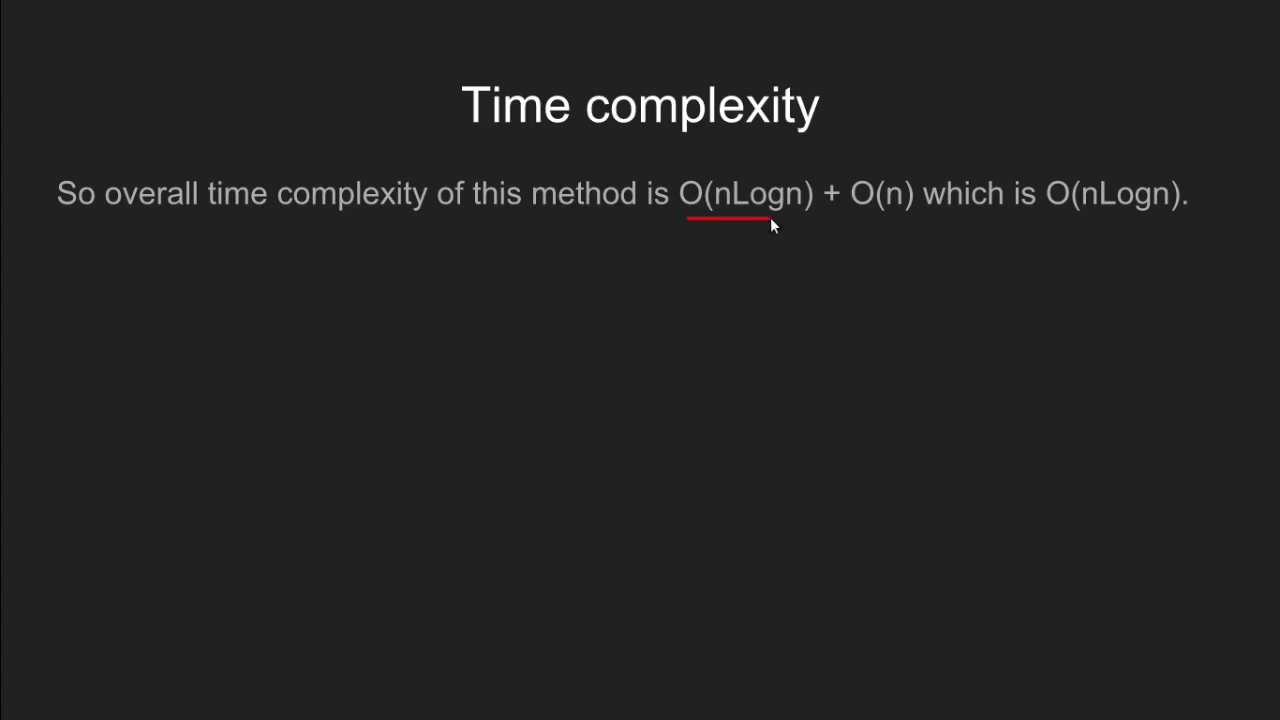 Time complexity
So overall time complexity of this method is O(nLogn) + O(n) which is O(nLogn).